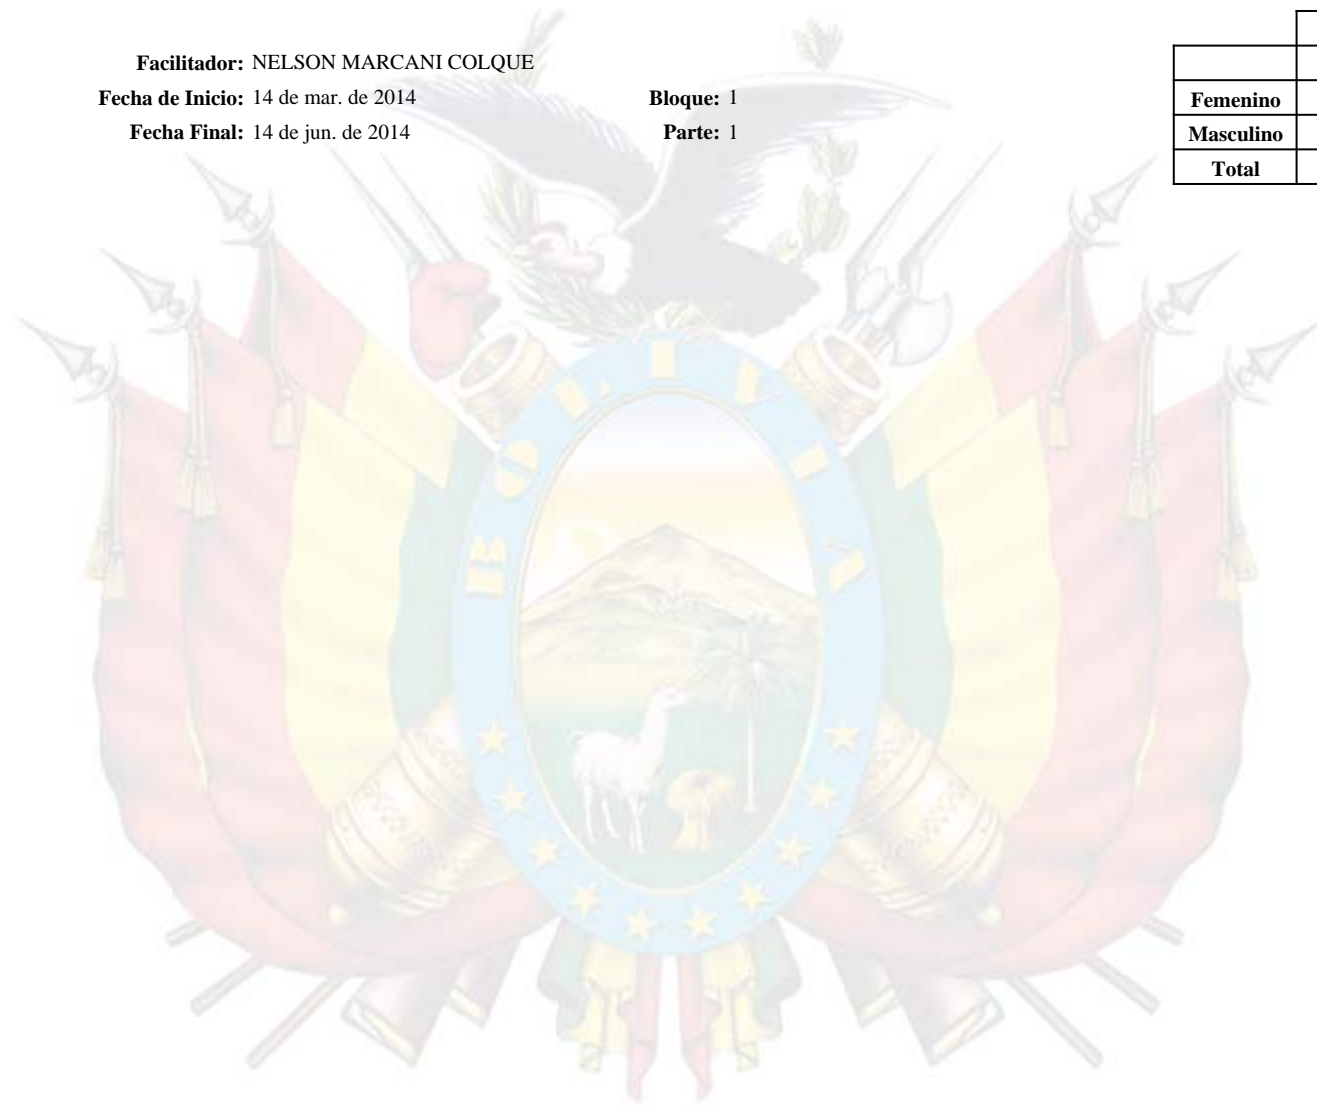 Facilitador: NELSON MARCANI COLQUE
Fecha de Inicio: 14 de mar. de 2014 Bloque: 1
Fecha Final: 14 de jun. de 2014 Parte: 1
Femenino
Masculino
Total
BOLIVIA